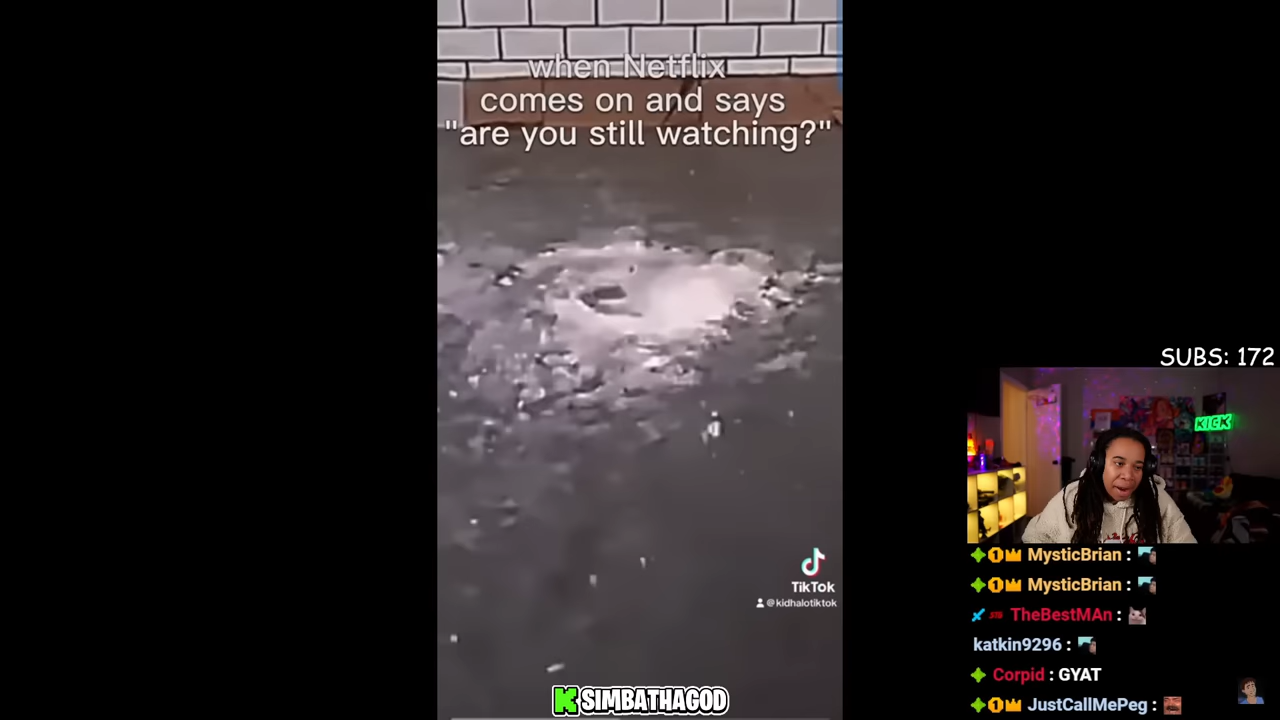 when Netflix
comes on and says
"are you still watching?"
SUBS: 172
KICK
MysticBrian :
MysticBrian :
TheBestMAn :
katkin9296 :
Corpid : GYAT
JustCallMePeg :
TikTok
@kidhalotiktok
K SIMBATHAGOD